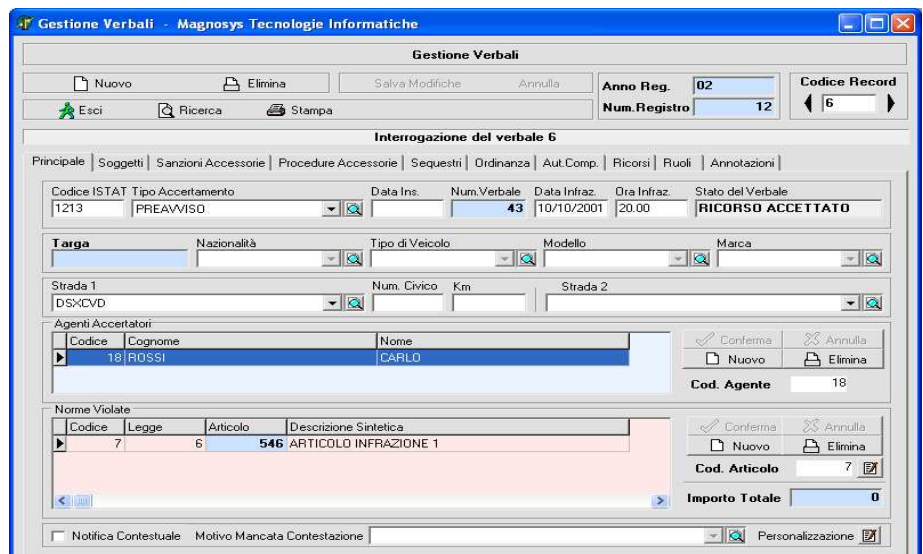 Gestione Verbali - Magnosys Tecnologie Informatiche
Gestione Verbali
Nuovo Elimina Salva Modifiche Annulla
Esci Ricerca Stampa
Anno Reg. 02
Num.Registro 12
Codice Record
6
Interrogazione del verbale 6
Principale Soggetti Sanzioni Accessorie Procedure Accessorie Sequestri Ordinanza Aut.Comp. Ricorsi Ruoli Annotazioni
Codice ISTAT Tipo Accertamento Data Ins. Num.Verbale Data Infraz. Ora Infraz. Stato del Verbale
1213 PREAVVISO 43 10/10/2001 20.00 RICORSO ACCETTATO
Targa Nazionalità Tipo di Veicolo Modello Marca
Strada 1 Num. Civico Km Strada 2
DSXCVD
Agenti Accertatori
Codice Cognome Nome
18 ROSSI CARLO
Conferma Annulla
Nuovo Elimina
Cod. Agente 18
Norme Violate
Codice Legge Articolo Descrizione Sintetica
7 6 546 ARTICOLO INFRAZIONE 1
Conferma Annulla
Nuovo Elimina
Cod. Articolo 7
Importo Totale 0
Notifica Contestuale Motivo Mancata Contestazione Personalizzazione